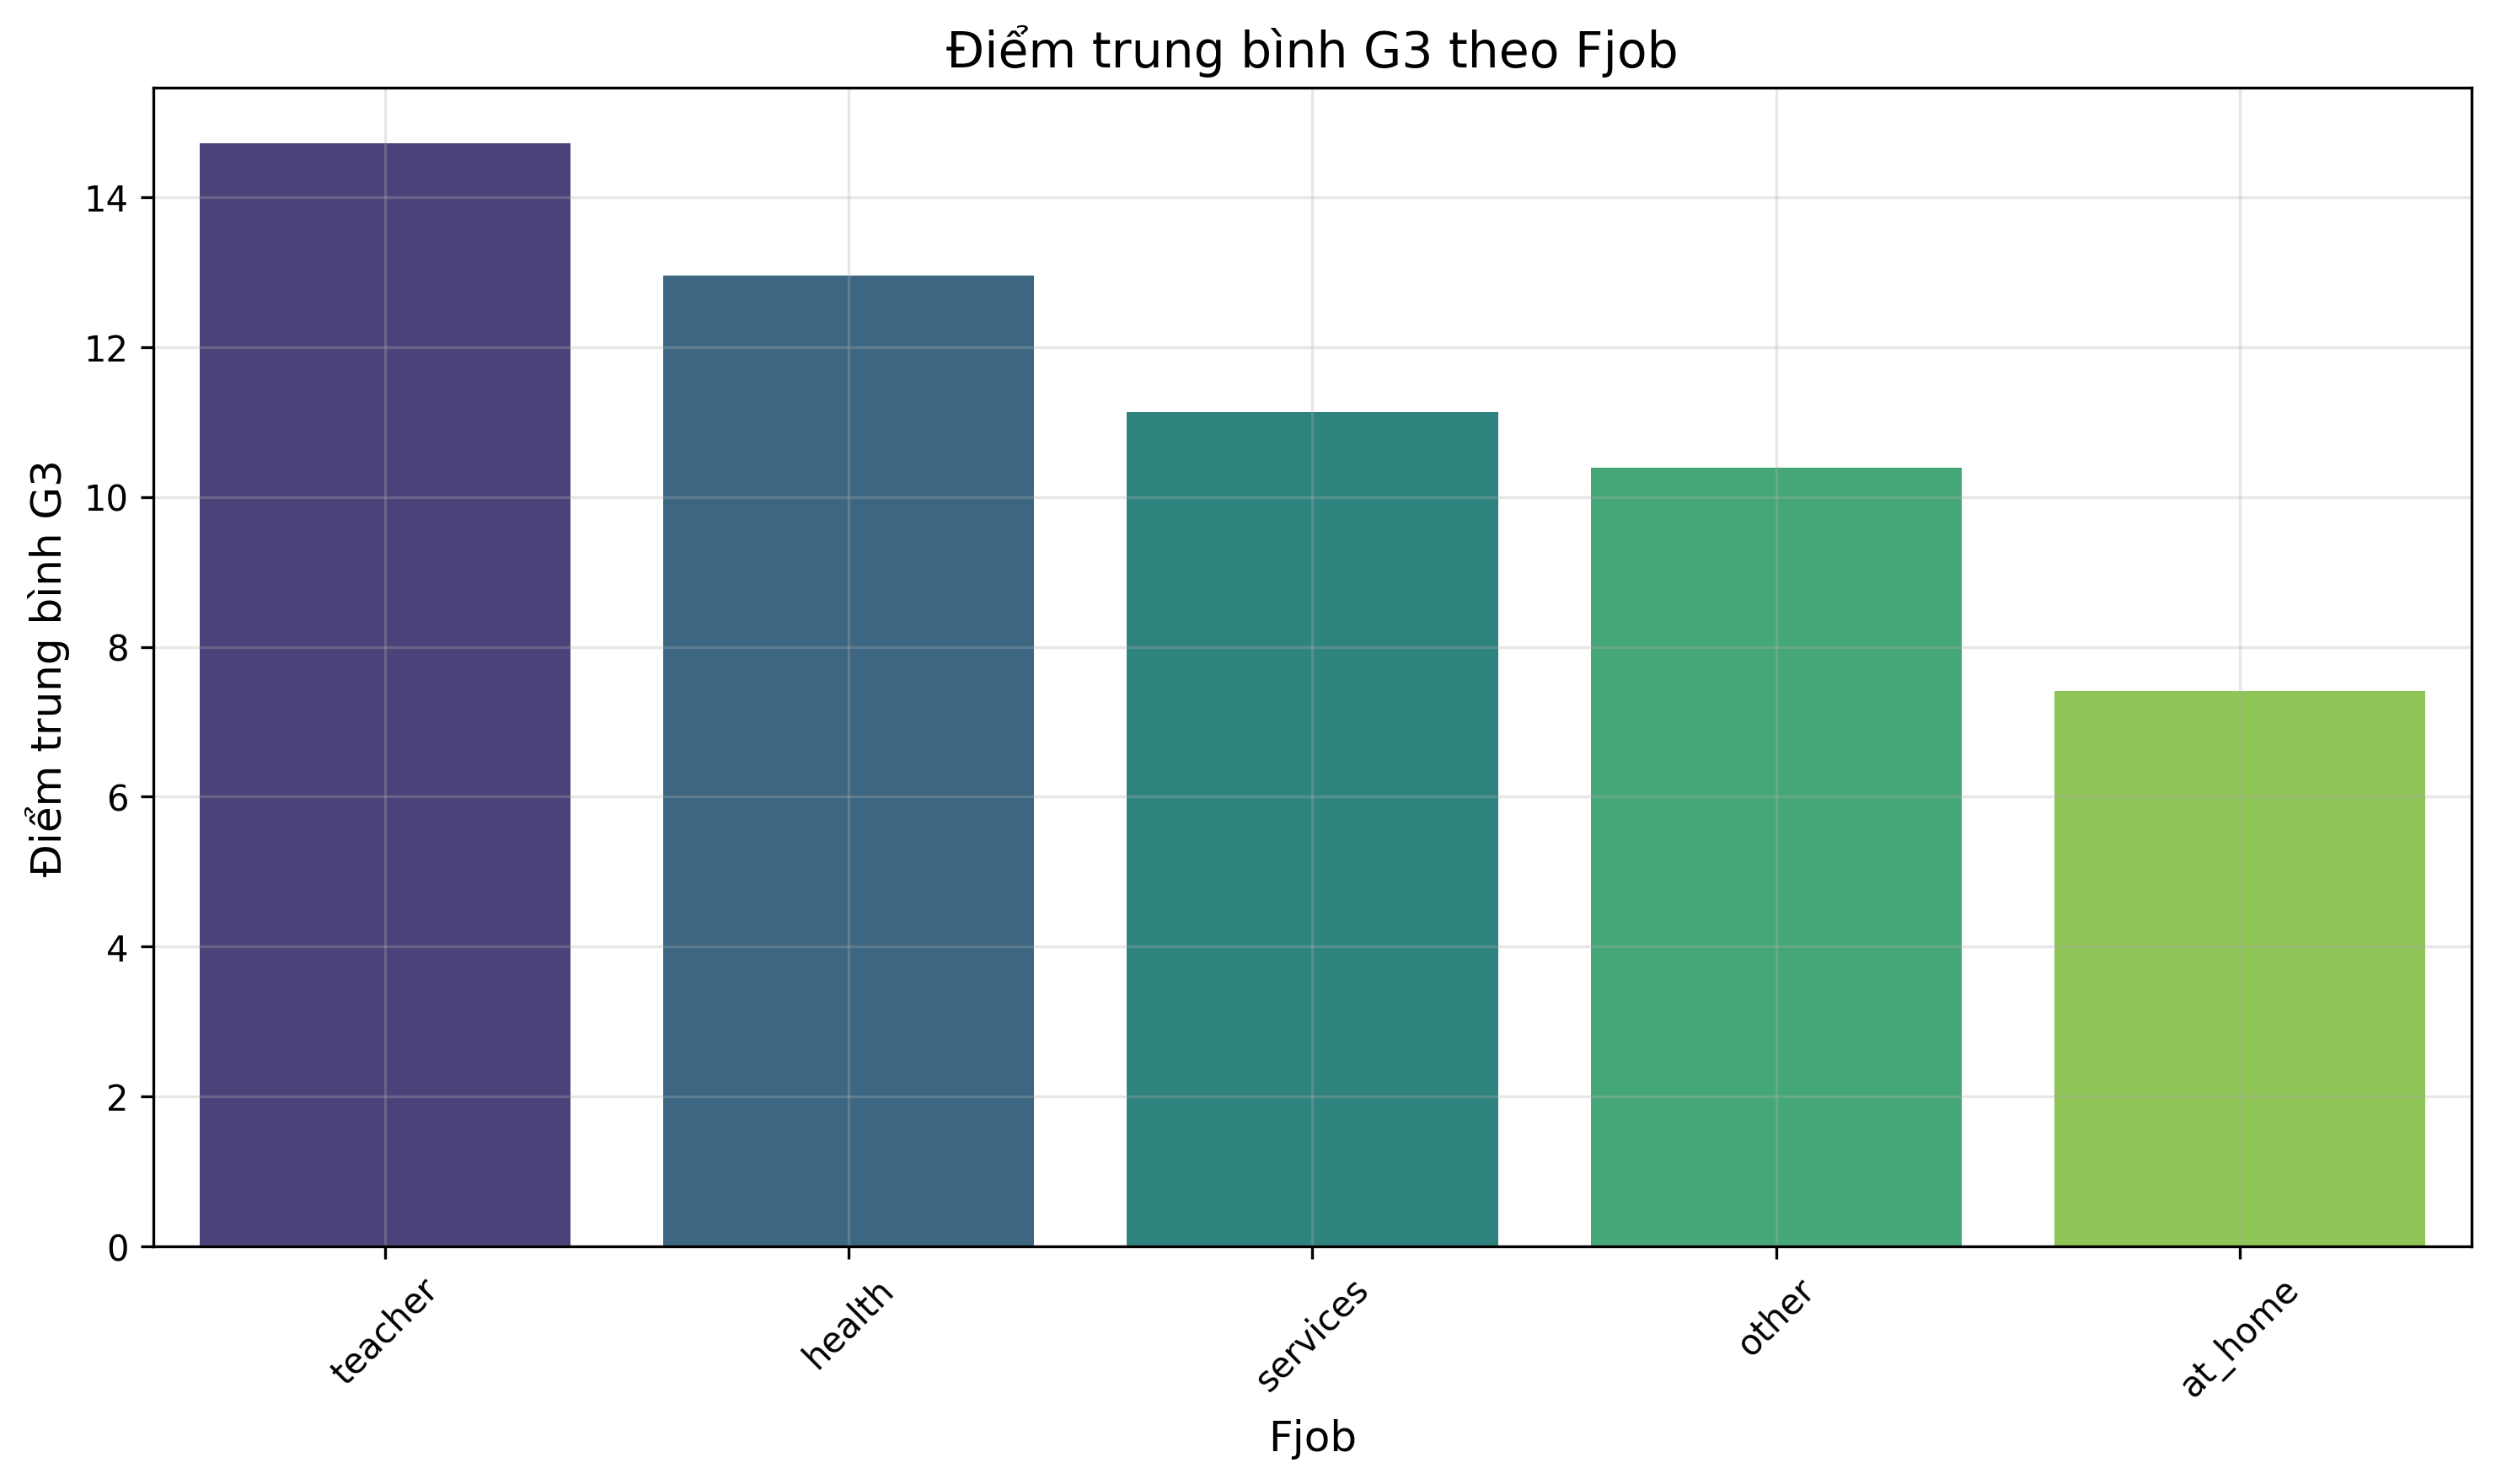 Điểm trung bình G3 theo Fjob
Điểm trung bình G3
14
12
10
8
6
4
2
0
teacher
health
services
other
at_home
Fjob